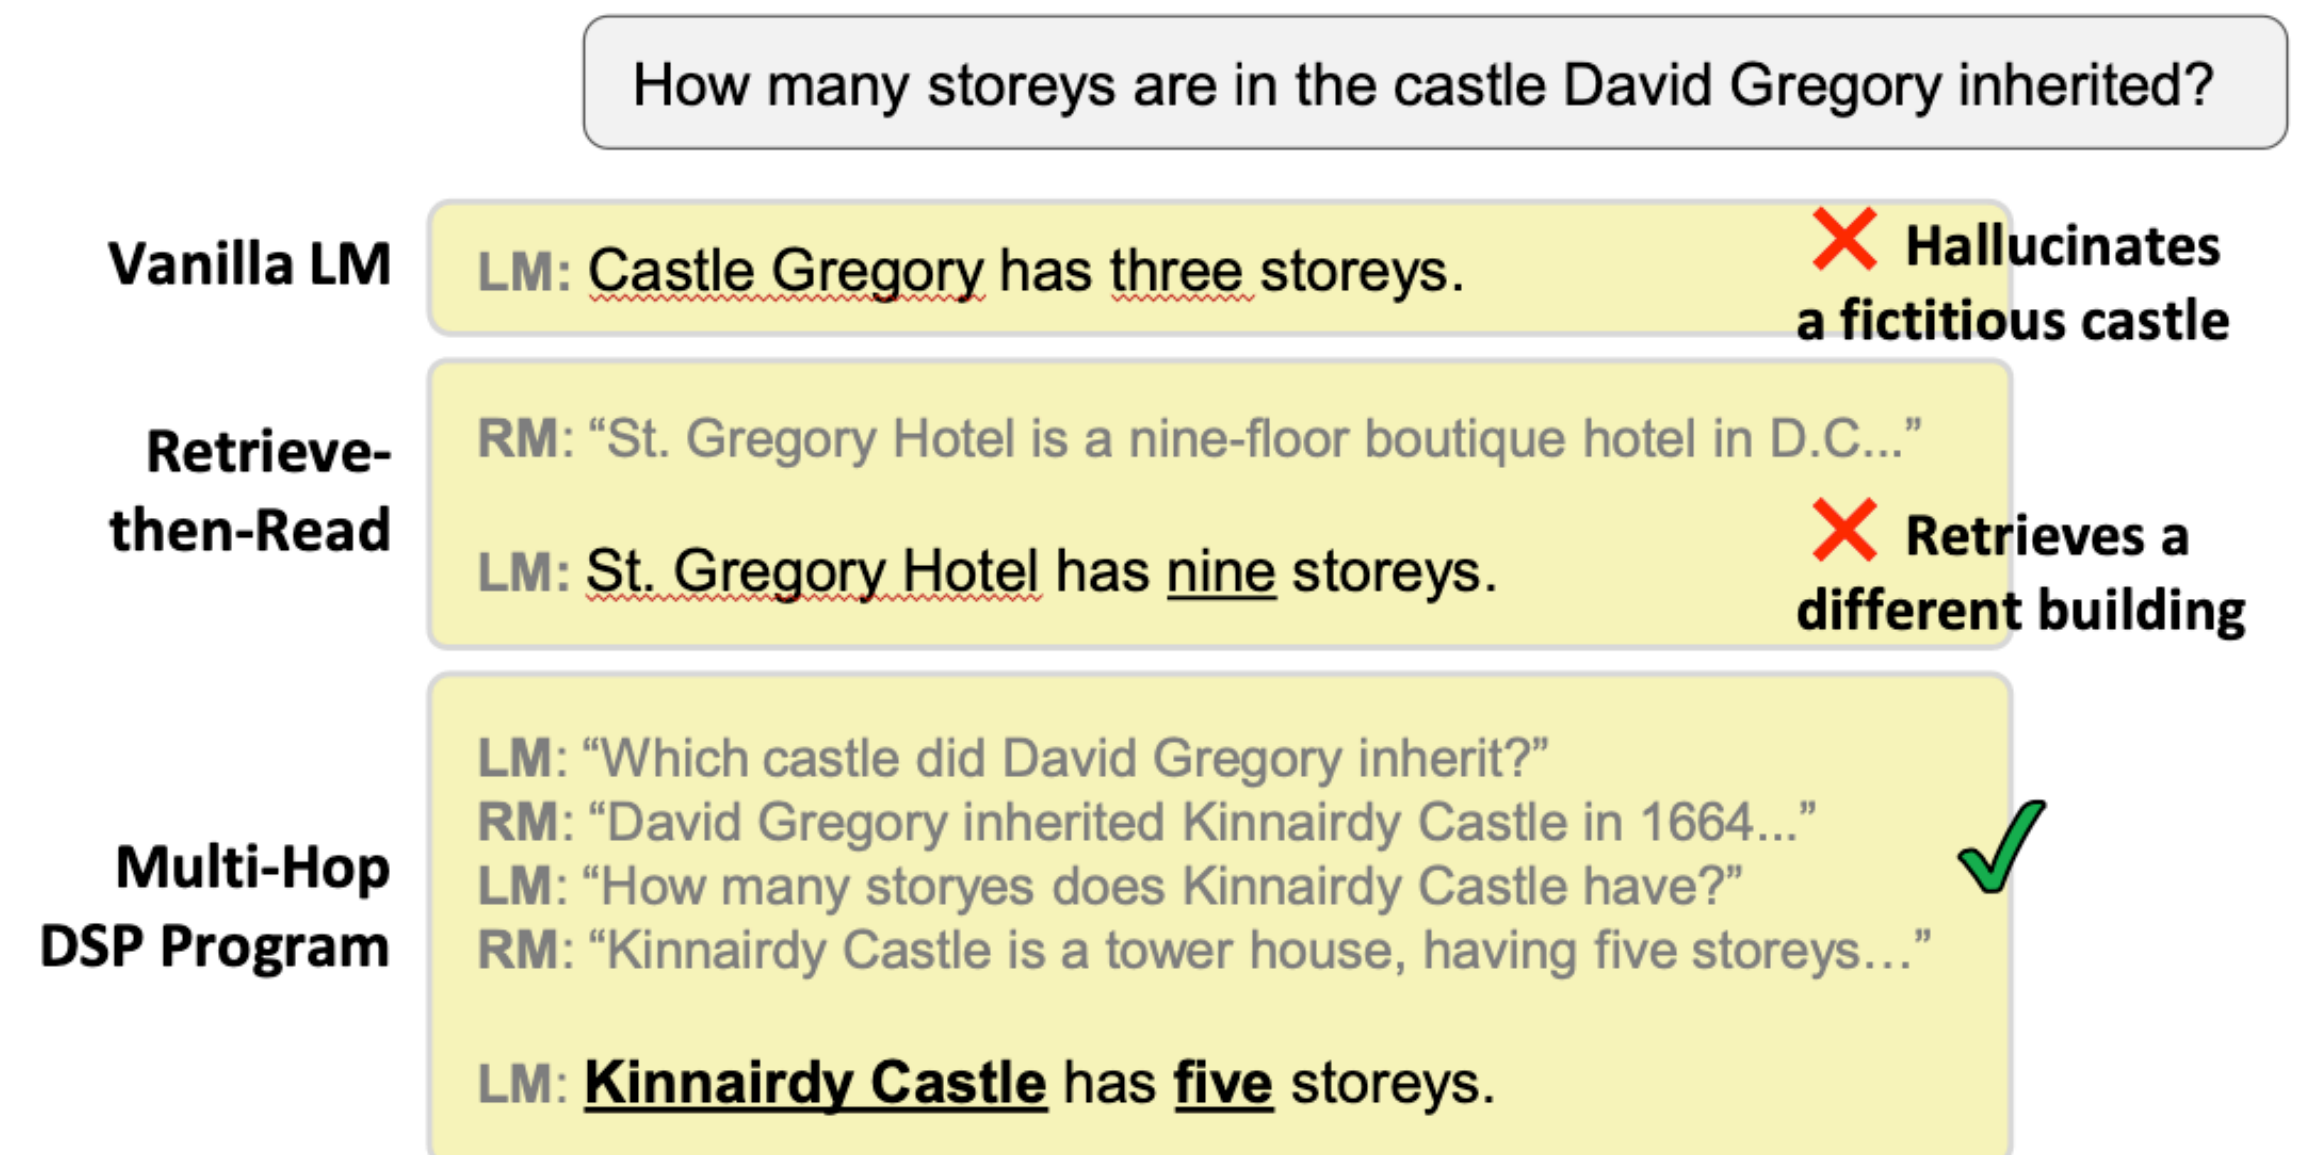 How many storeys are in the castle David Gregory inherited?
Vanilla LM
LM: Castle Gregory has three storeys.
❌ Hallucinates
a fictitious castle
Retrieve-
then-Read
RM: “St. Gregory Hotel is a nine-floor boutique hotel in D.C...”
LM: St. Gregory Hotel has nine storeys.
❌ Retrieves a
different building
Multi-Hop
DSP Program
LM: “Which castle did David Gregory inherit?”
RM: “David Gregory inherited Kinnairdy Castle in 1664...”
LM: “How many storyes does Kinnairdy Castle have?”
RM: “Kinnairdy Castle is a tower house, having five storeys…”
LM: Kinnairdy Castle has five storeys.